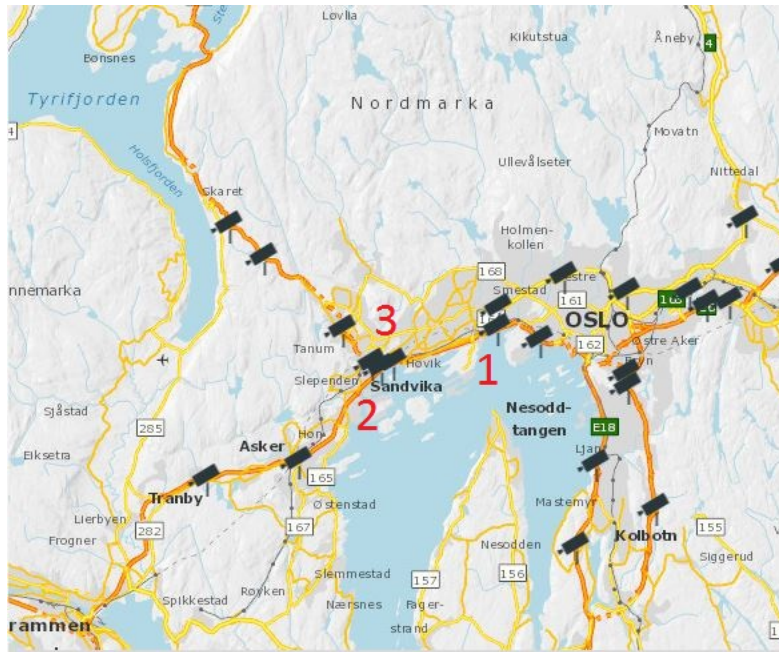 Løvlia
Kikutstua
Åneby
4
Bønsnes
Tyrifjorden
Nordmarka
Movatn
Holsfjorden
Ullevålseter
Nittedal
Skaret
Holmen-
kollen
nnemarka
168
Smestad
estre
161
OSLO
3
Tanum
162
Østre Aker
Bryn
Høvik
1
Slependen
Sandvika
2
Nesodd-
tangen
Sjåstad
285
E18
Hon
Asker
Ljan
Eiksetra
165
Tranby
Østenstad
Mastemyr
Lierbyen
282
167
155
Frogner
Kolbotn
Nesodden
Siggerud
Slemmestad
157
156
Røyken
Spikkestad
Nærsnes
Fager-
strand
rammen